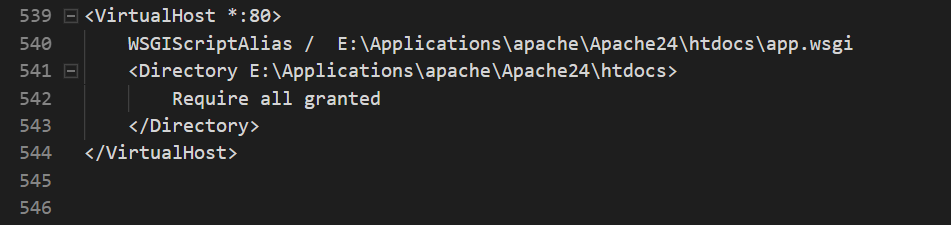 539 <VirtualHost *:80>
540 WSGIScriptAlias /  E:\Applications\apache\Apache24\htdocs\app.wsgi
541 <Directory E:\Applications\apache\Apache24\htdocs>
542 Require all granted
543 </Directory>
544 </VirtualHost>
545
546